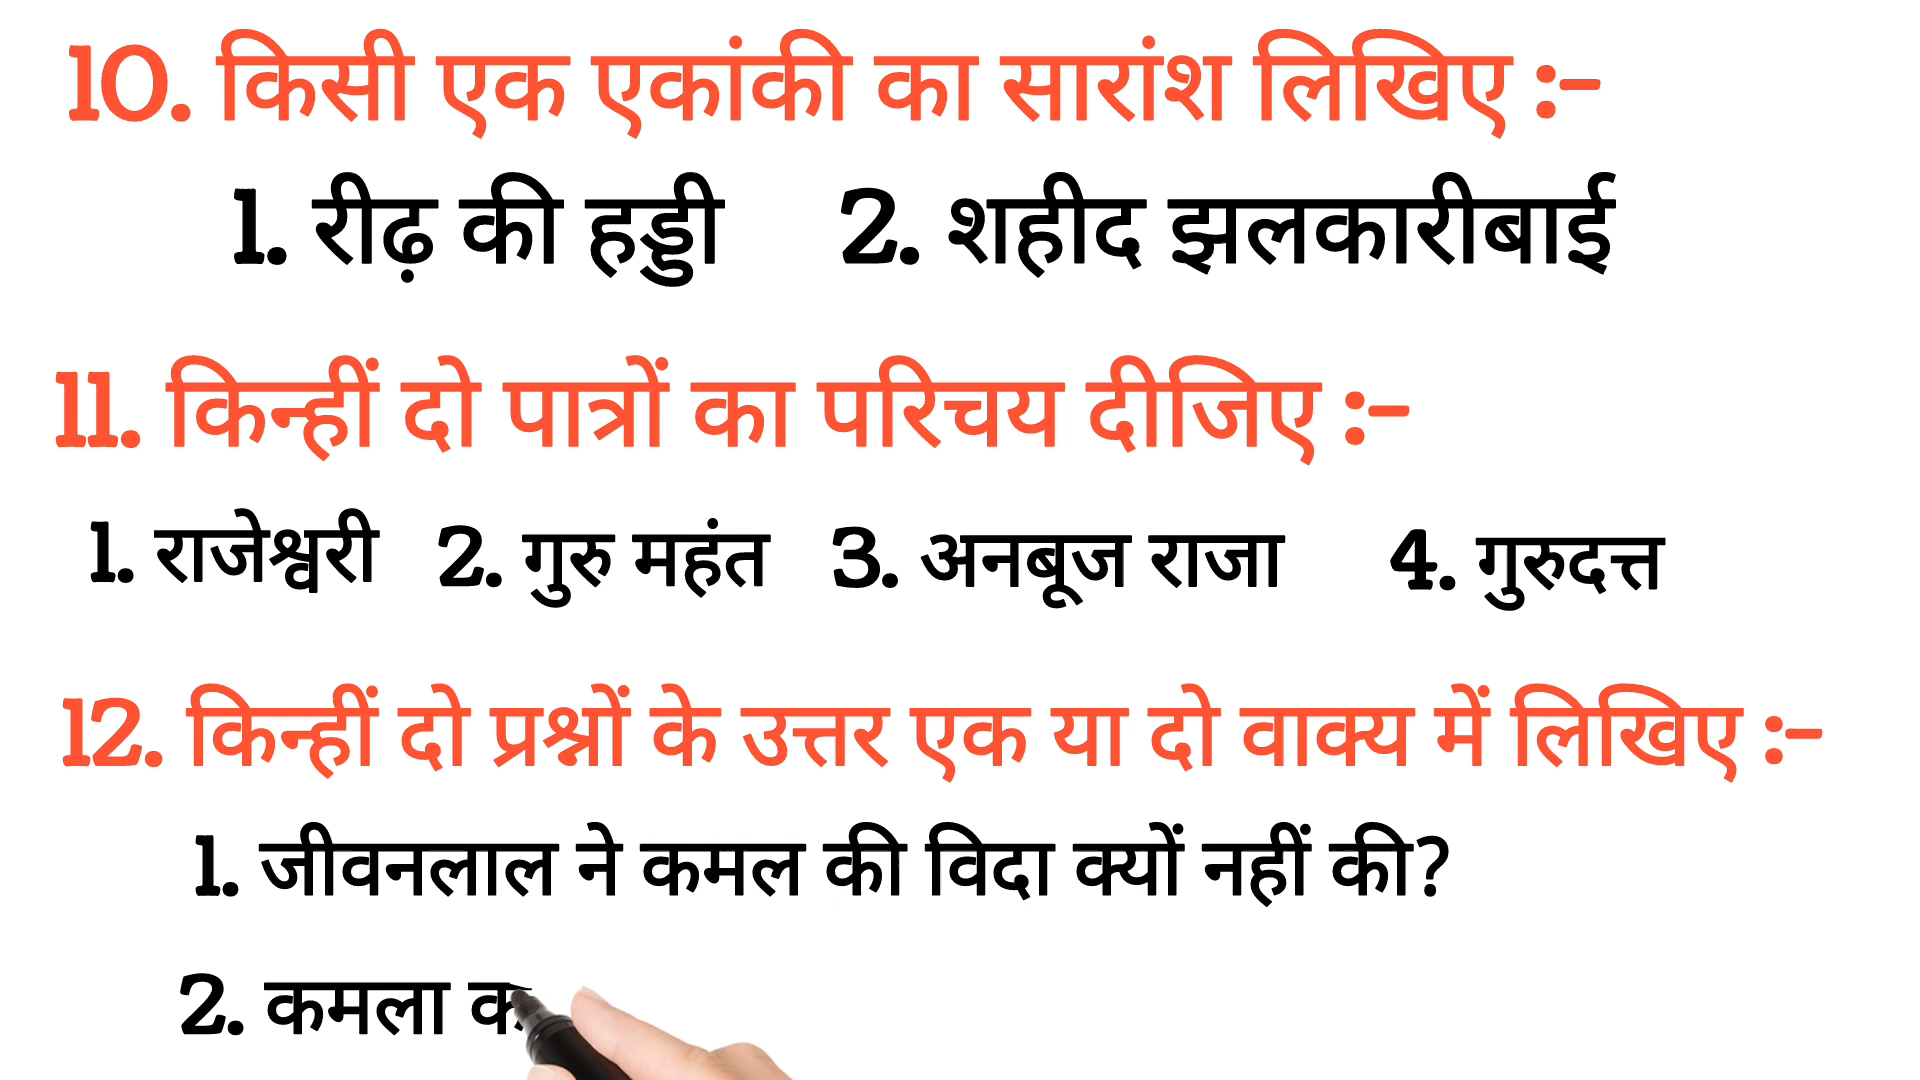 10. किसी एक एकांकी का सारांश लिखिए :-
1. रीढ़ की हड्डी 2. शहीद झलकारीबाई
11. किन्हीं दो पात्रों का परिचय दीजिए :-
1. राजेश्वरी 2. गुरु महंत 3. अनबूज राजा 4. गुरुदत्त
12. किन्हीं दो प्रश्नों के उत्तर एक या दो वाक्य में लिखिए :-
1. जीवनलाल ने कमल की विदा क्यों नहीं की?
2. कमला